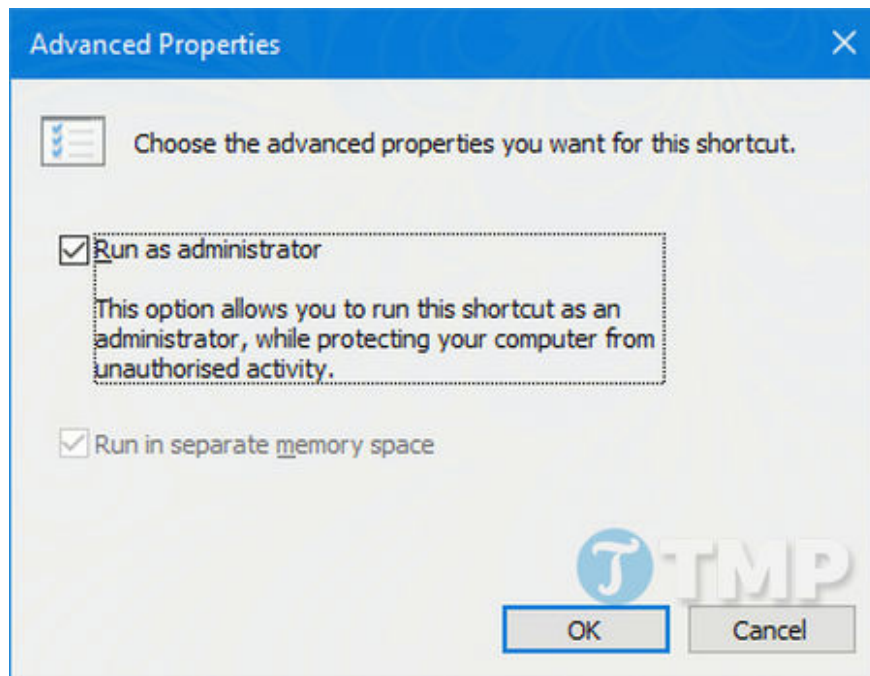 Advanced Properties
Choose the advanced properties you want for this shortcut.
Run as administrator
This option allows you to run this shortcut as an
administrator, while protecting your computer from
unauthorised activity.
Run in separate memory space
T TMP
OK Cancel